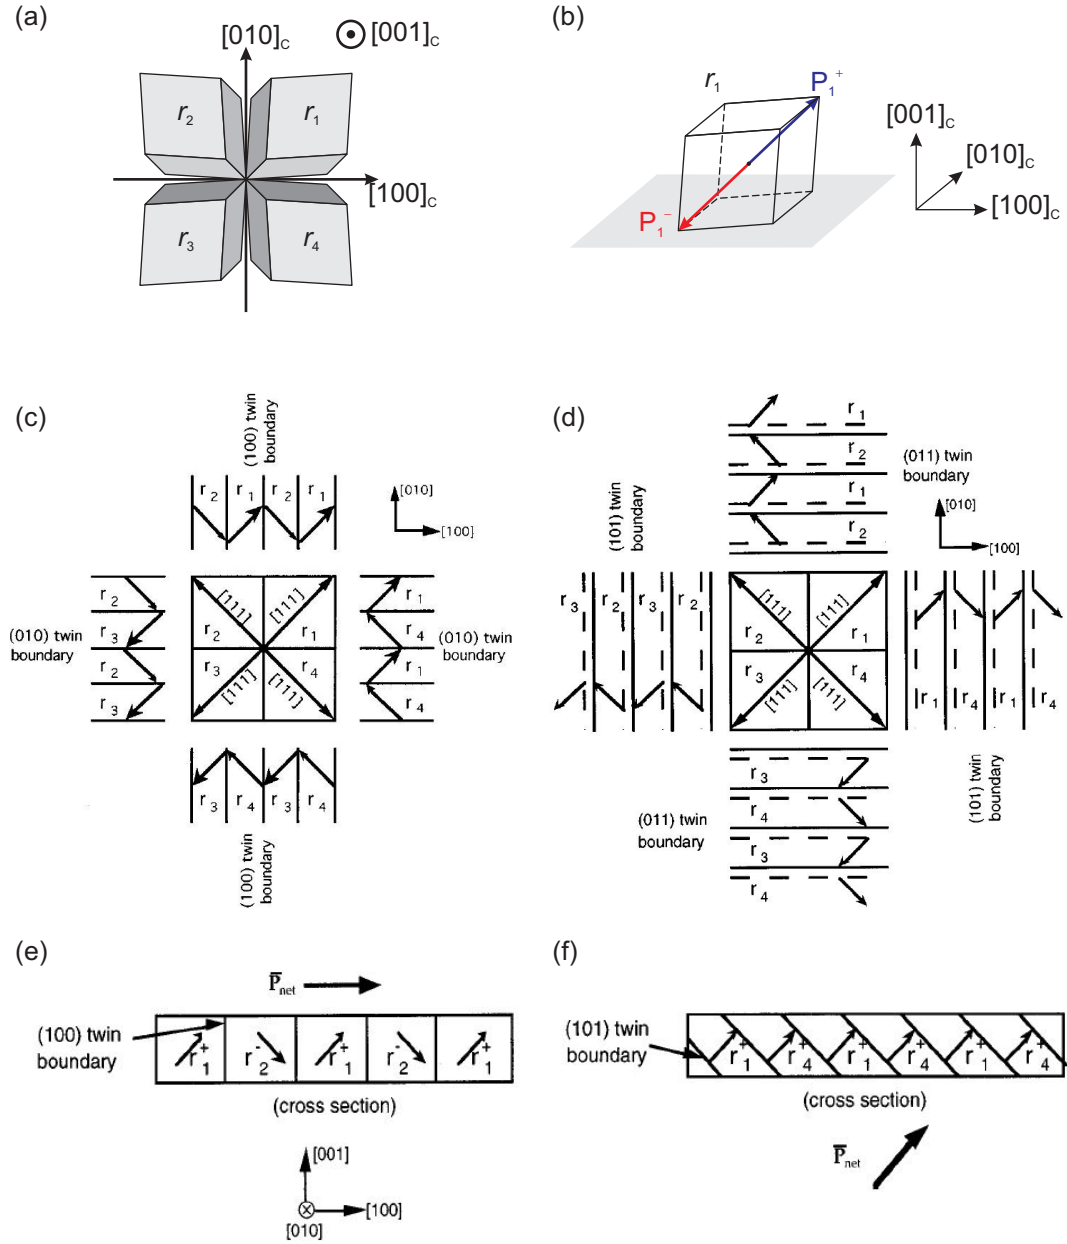 (a)
[010]C
[001]C
r2
r1
[100]C
r3
r4
(b)
r1
P1+
[001]C
[010]C
P1−
[100]C
(c)
(100) twin
boundary
r2 r1 r2 r1
[010]
[100]
r2
r3
r2
r3
(010) twin
boundary
[111] [111]
r2 r1
r3 r4
[111] [111]
r1
r4
r1
r4
(010) twin
boundary
r3 r4 r3 r4
(100) twin
boundary
(d)
r1
r2
r1
r2
(011) twin
boundary
(101) twin
boundary
[010]
[100]
r3 r2 r3 r2
[111] [111]
r2 r1
r3 r4
[111] [111]
r1 r4 r1 r4
r3
r4
r3
r4
(011) twin
boundary
(101) twin
boundary
(e)
P̅net
(100) twin
boundary
r1+ r2- r1+ r2- r1+
(cross section)
[001]
[100]
[010]
(f)
(101) twin
boundary
r1+ r4+ r1+ r4+ r1+ r4+
(cross section)
P̅net